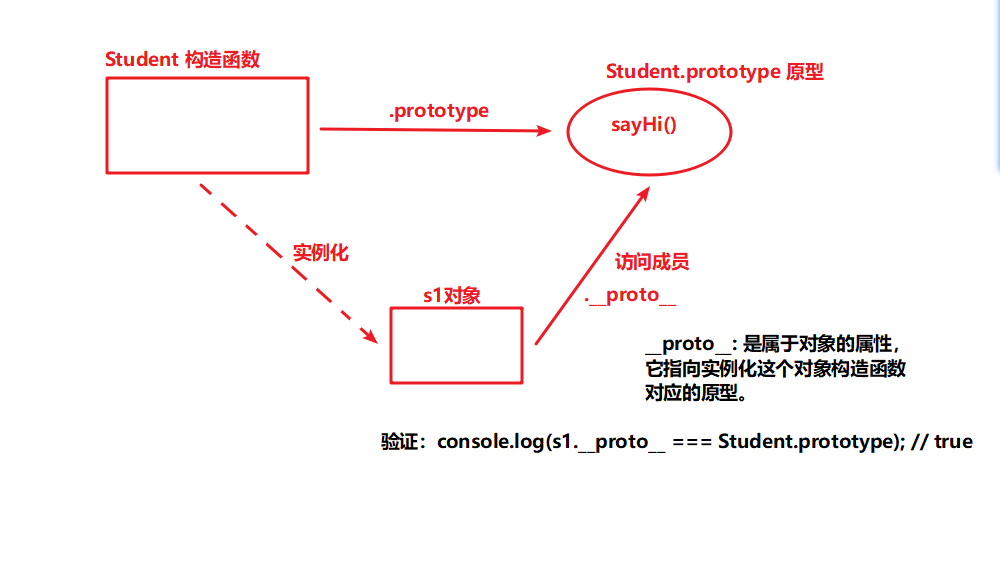 Student 构造函数
Student.prototype 原型
.prototype
sayHi()
实例化
访问成员
s1对象
.__proto__
__proto__: 是属于对象的属性，
它指向实例化这个对象构造函数
对应的原型。
验证：console.log(s1.__proto__ === Student.prototype); // true